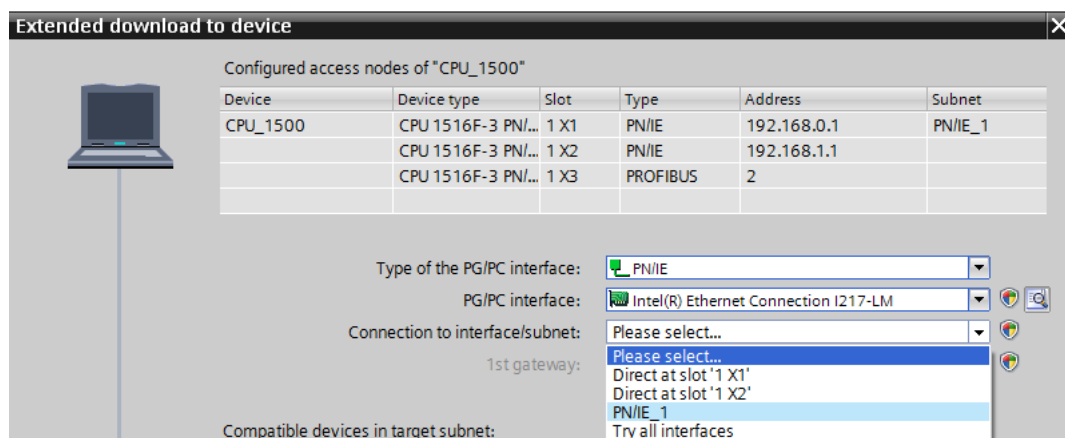 Extended download to device
Configured access nodes of "CPU_1500"
Device Device type Slot Type Address Subnet
CPU_1500 CPU 1516F-3 PN/... 1 X1 PN/IE 192.168.0.1 PN/IE_1
CPU 1516F-3 PN/... 1 X2 PN/IE 192.168.1.1
CPU 1516F-3 PN/... 1 X3 PROFIBUS 2
Type of the PG/PC interface: PN/IE
PG/PC interface: Intel(R) Ethernet Connection I217-LM
Connection to interface/subnet: Please select...
1st gateway: Please select...
Direct at slot '1 X1'
Direct at slot '1 X2'
PN/IE_1
Compatible devices in target subnet: Try all interfaces